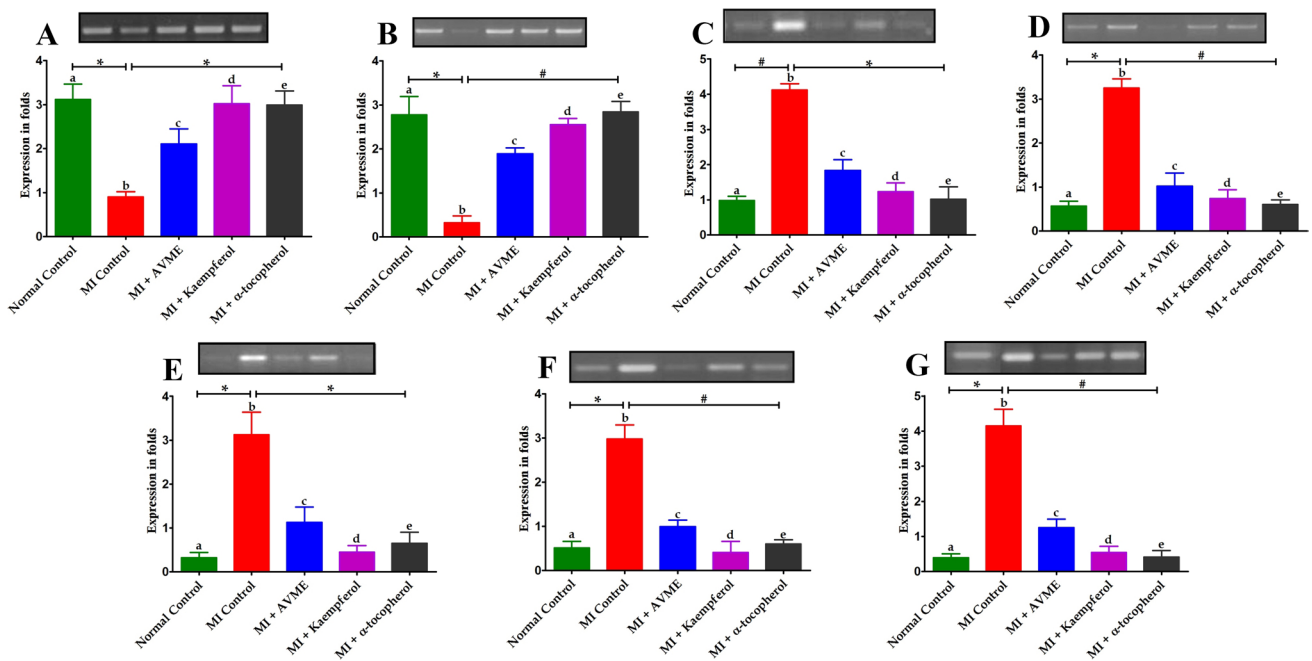 A
* *
a b c d e
Expression in folds
4
3
2
1
0
Normal Control
MI Control
MI + AVME
MI + Kaempferol
MI + α-tocopherol
B
* #
a b c d e
Expression in folds
4
3
2
1
0
Normal Control
MI Control
MI + AVME
MI + Kaempferol
MI + α-tocopherol
C
# *
a b c d e
Expression in folds
5
4
3
2
1
0
Normal Control
MI Control
MI + AVME
MI + Kaempferol
MI + α-tocopherol
D
* #
a b c d e
Expression in folds
4
3
2
1
0
Normal Control
MI Control
MI + AVME
MI + Kaempferol
MI + α-tocopherol
E
* *
a b c d e
Expression in folds
4
3
2
1
0
Normal Control
MI Control
MI + AVME
MI + Kaempferol
MI + α-tocopherol
F
* #
a b c d e
Expression in folds
4
3
2
1
0
Normal Control
MI Control
MI + AVME
MI + Kaempferol
MI + α-tocopherol
G
* #
a b c d e
Expression in folds
5
4
3
2
1
0
Normal Control
MI Control
MI + AVME
MI + Kaempferol
MI + α-tocopherol